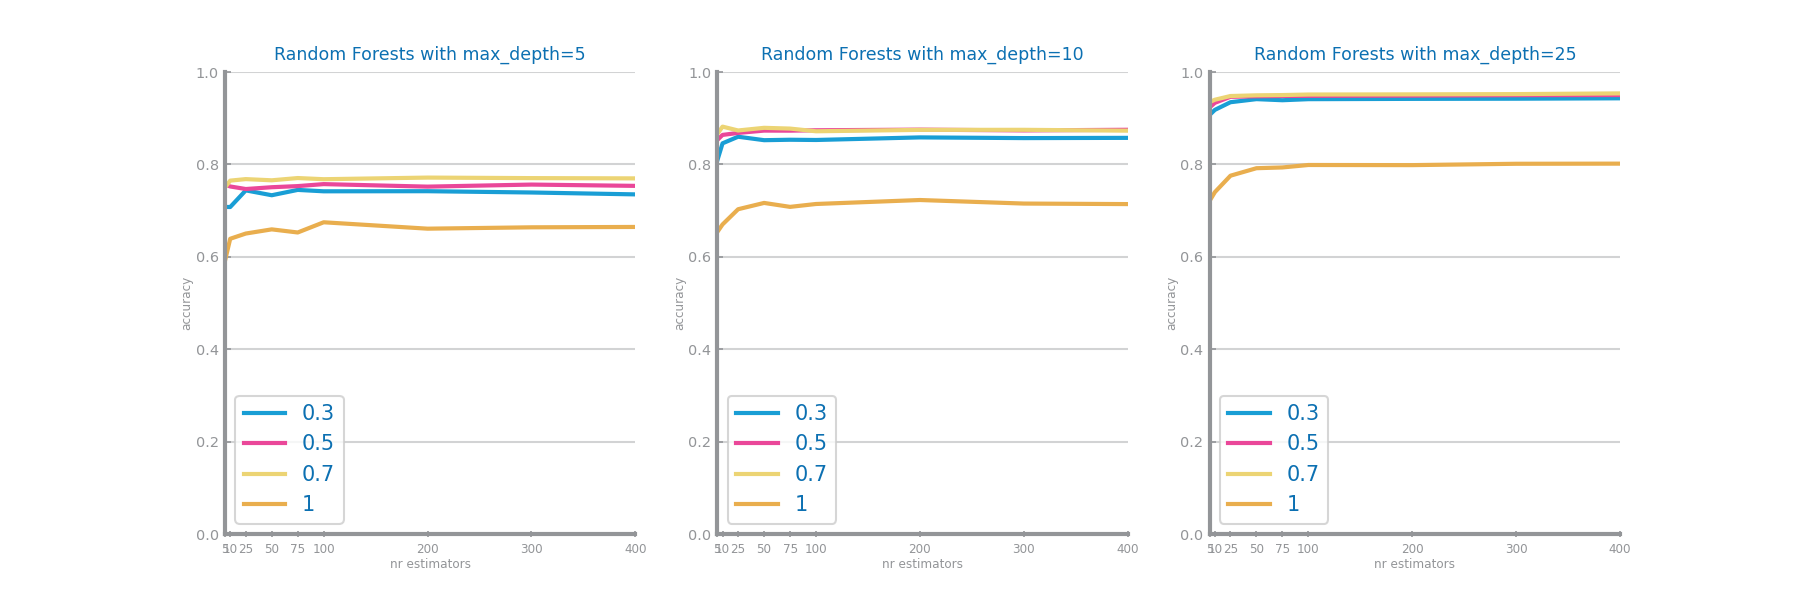 Random Forests with max_depth=5
1.0
0.8
0.6
0.4
0.2
0.0
accuracy
0.3
0.5
0.7
1
5 10 25 50 75 100 200 300 400
nr estimators
Random Forests with max_depth=10
1.0
0.8
0.6
0.4
0.2
0.0
accuracy
0.3
0.5
0.7
1
5 10 25 50 75 100 200 300 400
nr estimators
Random Forests with max_depth=25
1.0
0.8
0.6
0.4
0.2
0.0
accuracy
0.3
0.5
0.7
1
5 10 25 50 75 100 200 300 400
nr estimators